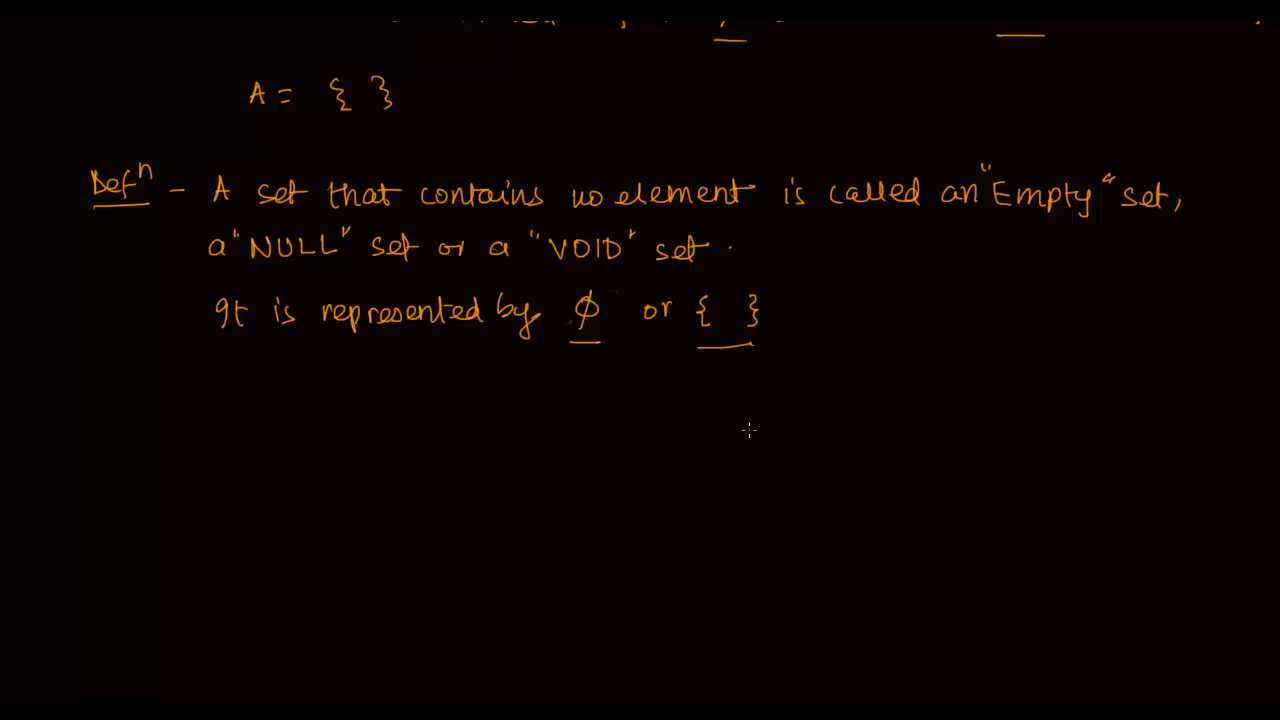 A = { }
Defⁿ - A set that contains no element is called an "Empty" set,
a "NULL" set or a "VOID" set.
It is represented by ϕ or { }